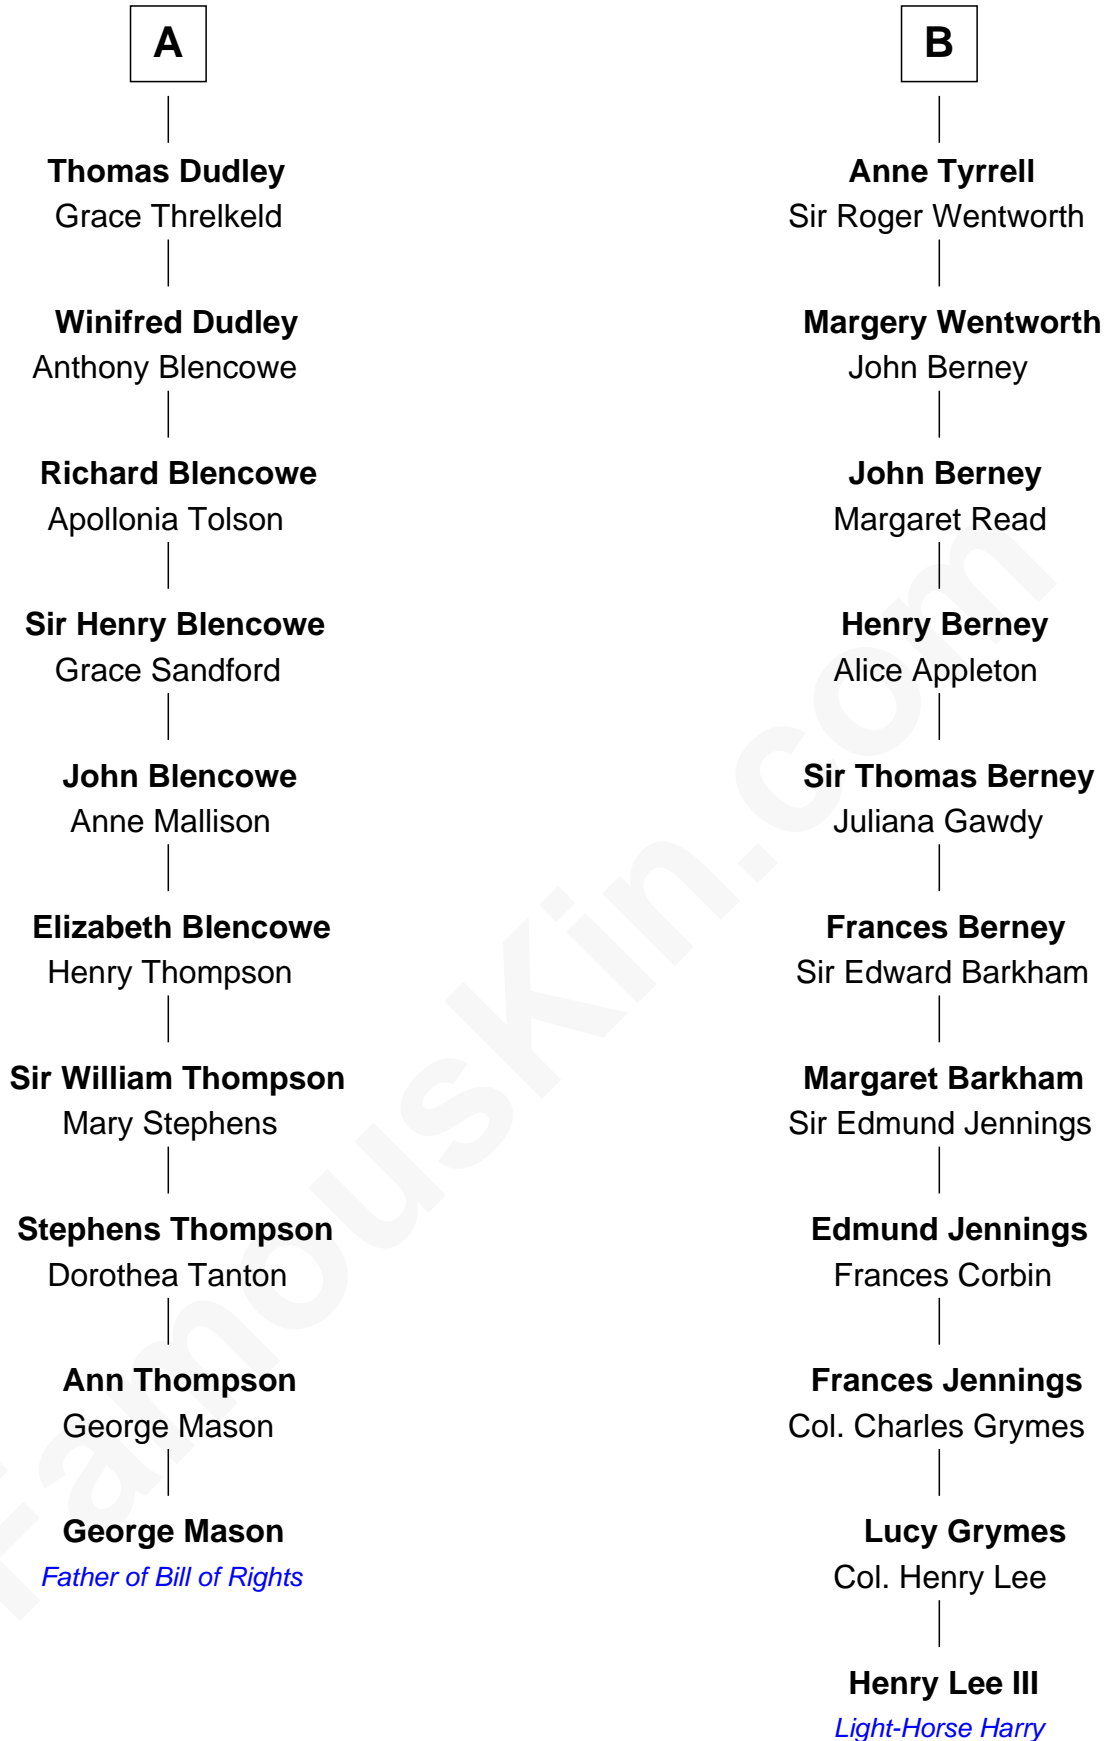 A
Thomas Dudley
Grace Threlkeld
Winifred Dudley
Anthony Blencowe
Richard Blencowe
Apollonia Tolson
Sir Henry Blencowe
Grace Sandford
John Blencowe
Anne Mallison
Elizabeth Blencowe
Henry Thompson
Sir William Thompson
Mary Stephens
Stephens Thompson
Dorothea Tanton
Ann Thompson
George Mason
George Mason
Father of Bill of Rights
B
Anne Tyrrell
Sir Roger Wentworth
Margery Wentworth
John Berney
John Berney
Margaret Read
Henry Berney
Alice Appleton
Sir Thomas Berney
Juliana Gawdy
Frances Berney
Sir Edward Barkham
Margaret Barkham
Sir Edmund Jennings
Edmund Jennings
Frances Corbin
Frances Jennings
Col. Charles Grymes
Lucy Grymes
Col. Henry Lee
Henry Lee III
Light-Horse Harry
FamousKin.com